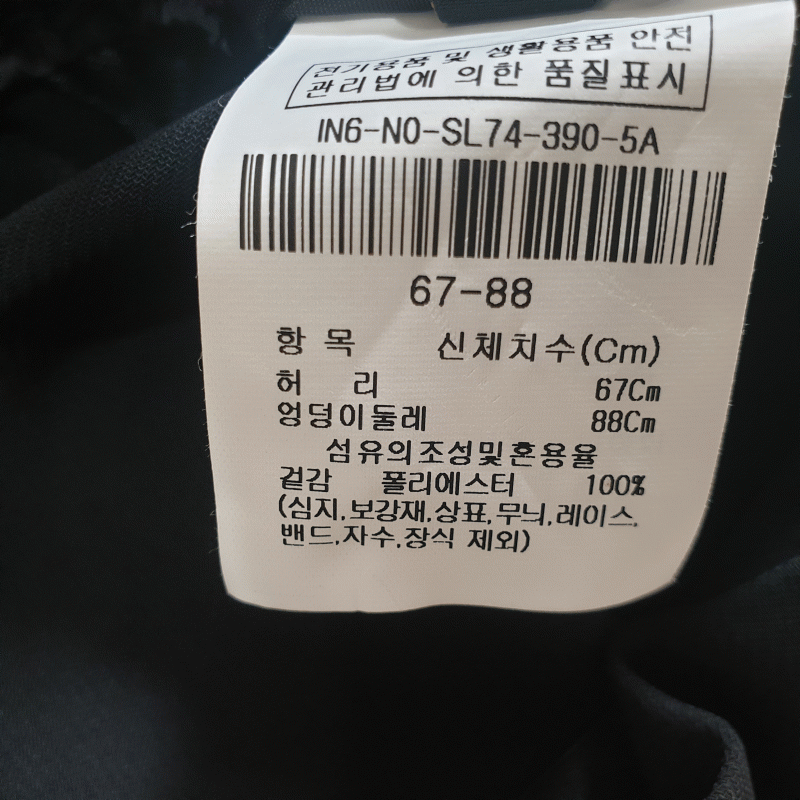 전기용품 및 생활용품 안전
관리법에 의한 품질표시
IN6-NO-SL74-390-5A
67-88
항 목 신체치수(Cm)
허 리 67Cm
엉덩이둘레 88Cm
섬유의조성및혼용율
겉감 폴리에스터 100%
(심지,보강재,상표,무늬,레이스,
밴드,자수,장식 제외)